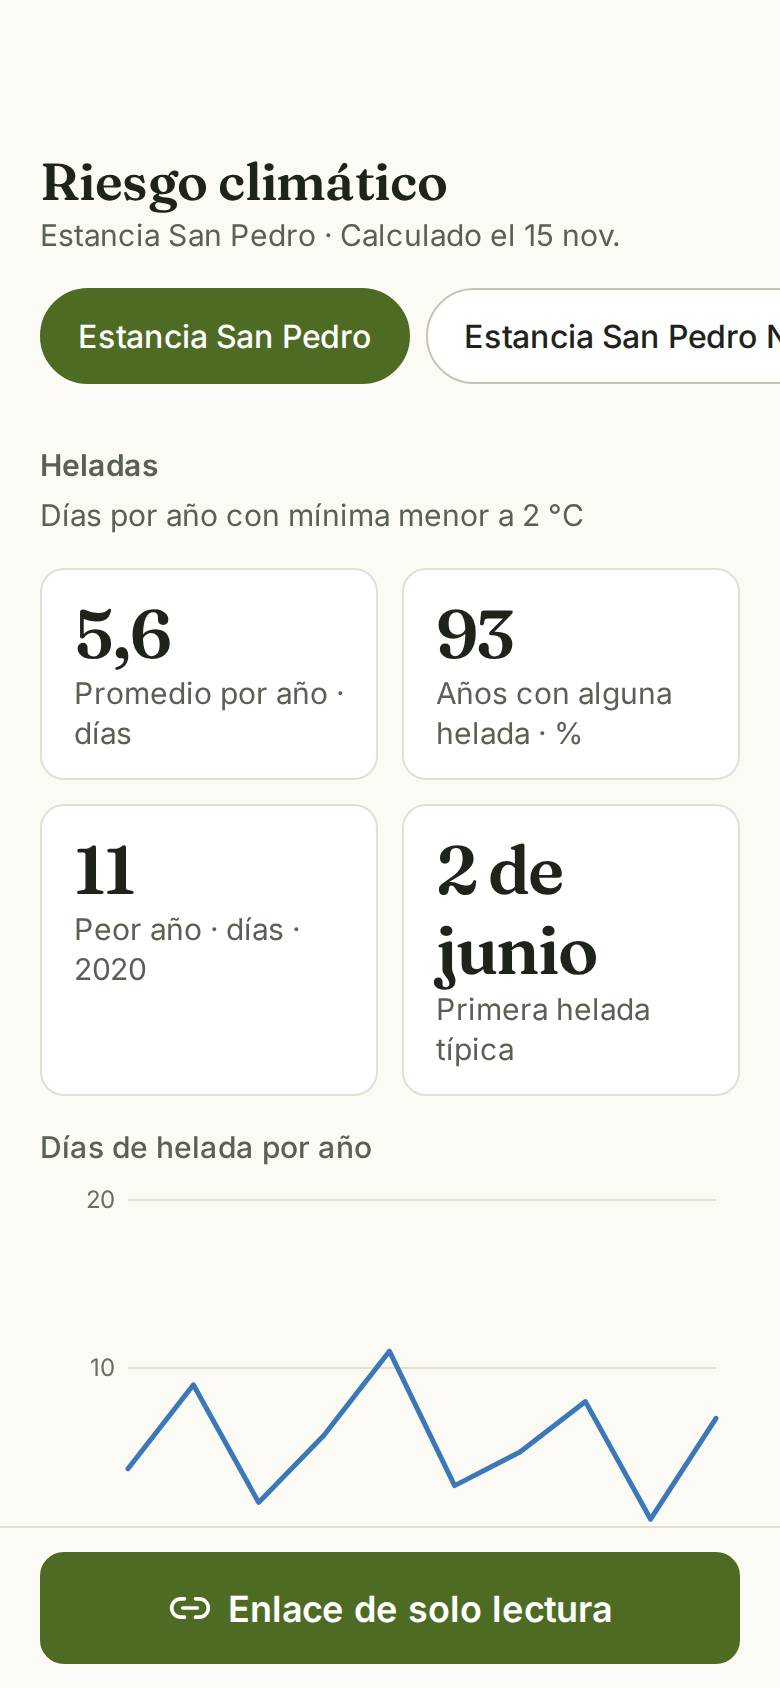 Riesgo climático
Estancia San Pedro · Calculado el 15 nov.
Estancia San Pedro
Estancia San Pedro N
Heladas
Días por año con mínima menor a 2 °C
5,6
Promedio por año ·
días
93
Años con alguna
helada · %
11
Peor año · días ·
2020
2 de
junio
Primera helada
típica
Días de helada por año
20
10
Enlace de solo lectura